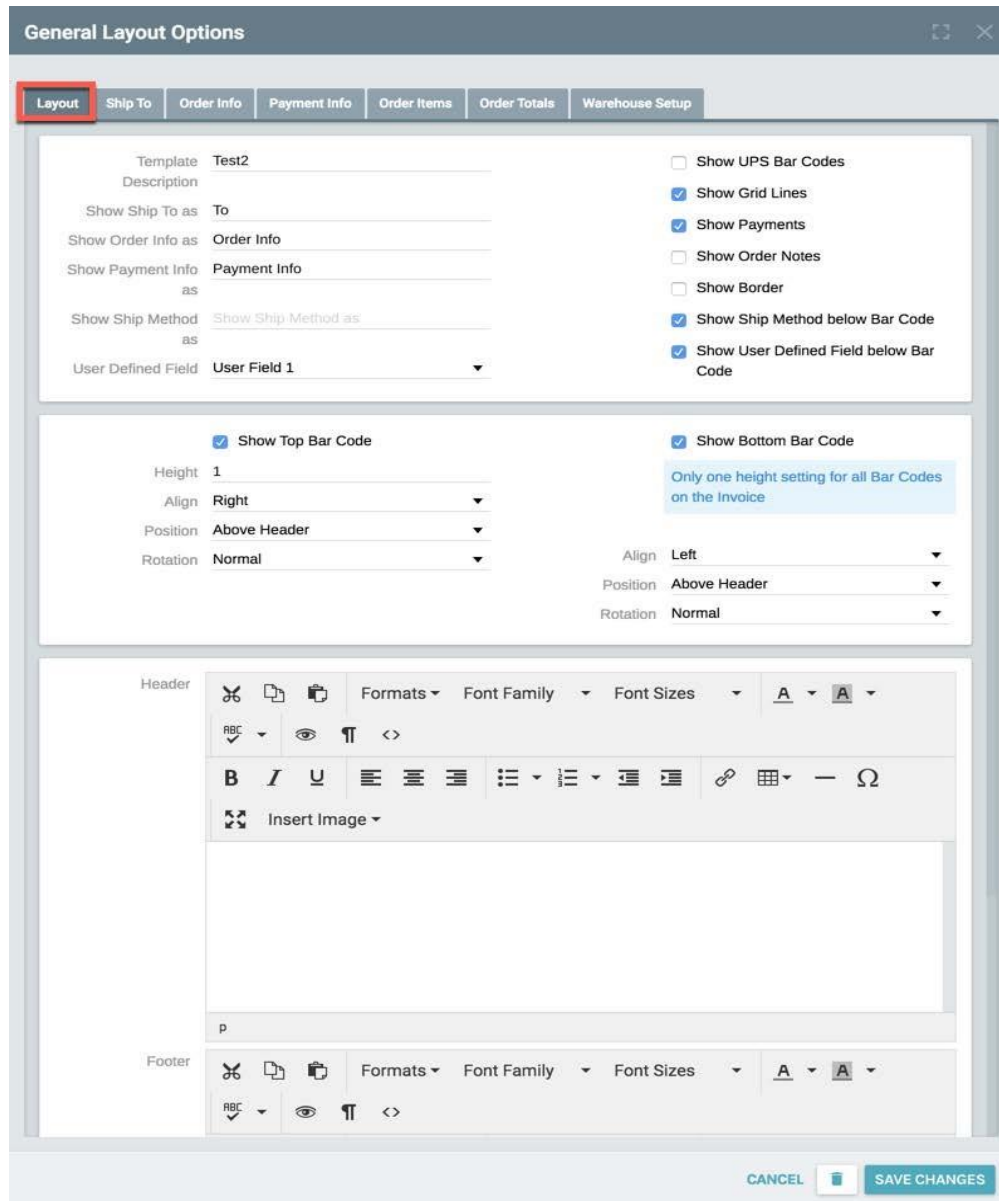 General Layout Options
Layout
Ship To
Order Info
Payment Info
Order Items
Order Totals
Warehouse Setup
Template Description
Test2
Show Ship To as
To
Show Order Info as
Order Info
Show Payment Info as
Payment Info
Show Ship Method as
Show Ship Method as
User Defined Field
User Field 1
Show UPS Bar Codes
Show Grid Lines
Show Payments
Show Order Notes
Show Border
Show Ship Method below Bar Code
Show User Defined Field below Bar
Code
Show Top Bar Code
Height 1
Align Right
Position Above Header
Rotation Normal
Show Bottom Bar Code
Only one height setting for all Bar Codes
on the Invoice
Align Left
Position Above Header
Rotation Normal
Header
Formats Font Family Font Sizes A A
ABC
B I U
Ω
Insert Image
p
Footer
Formats Font Family Font Sizes A A
ABC
CANCEL
SAVE CHANGES